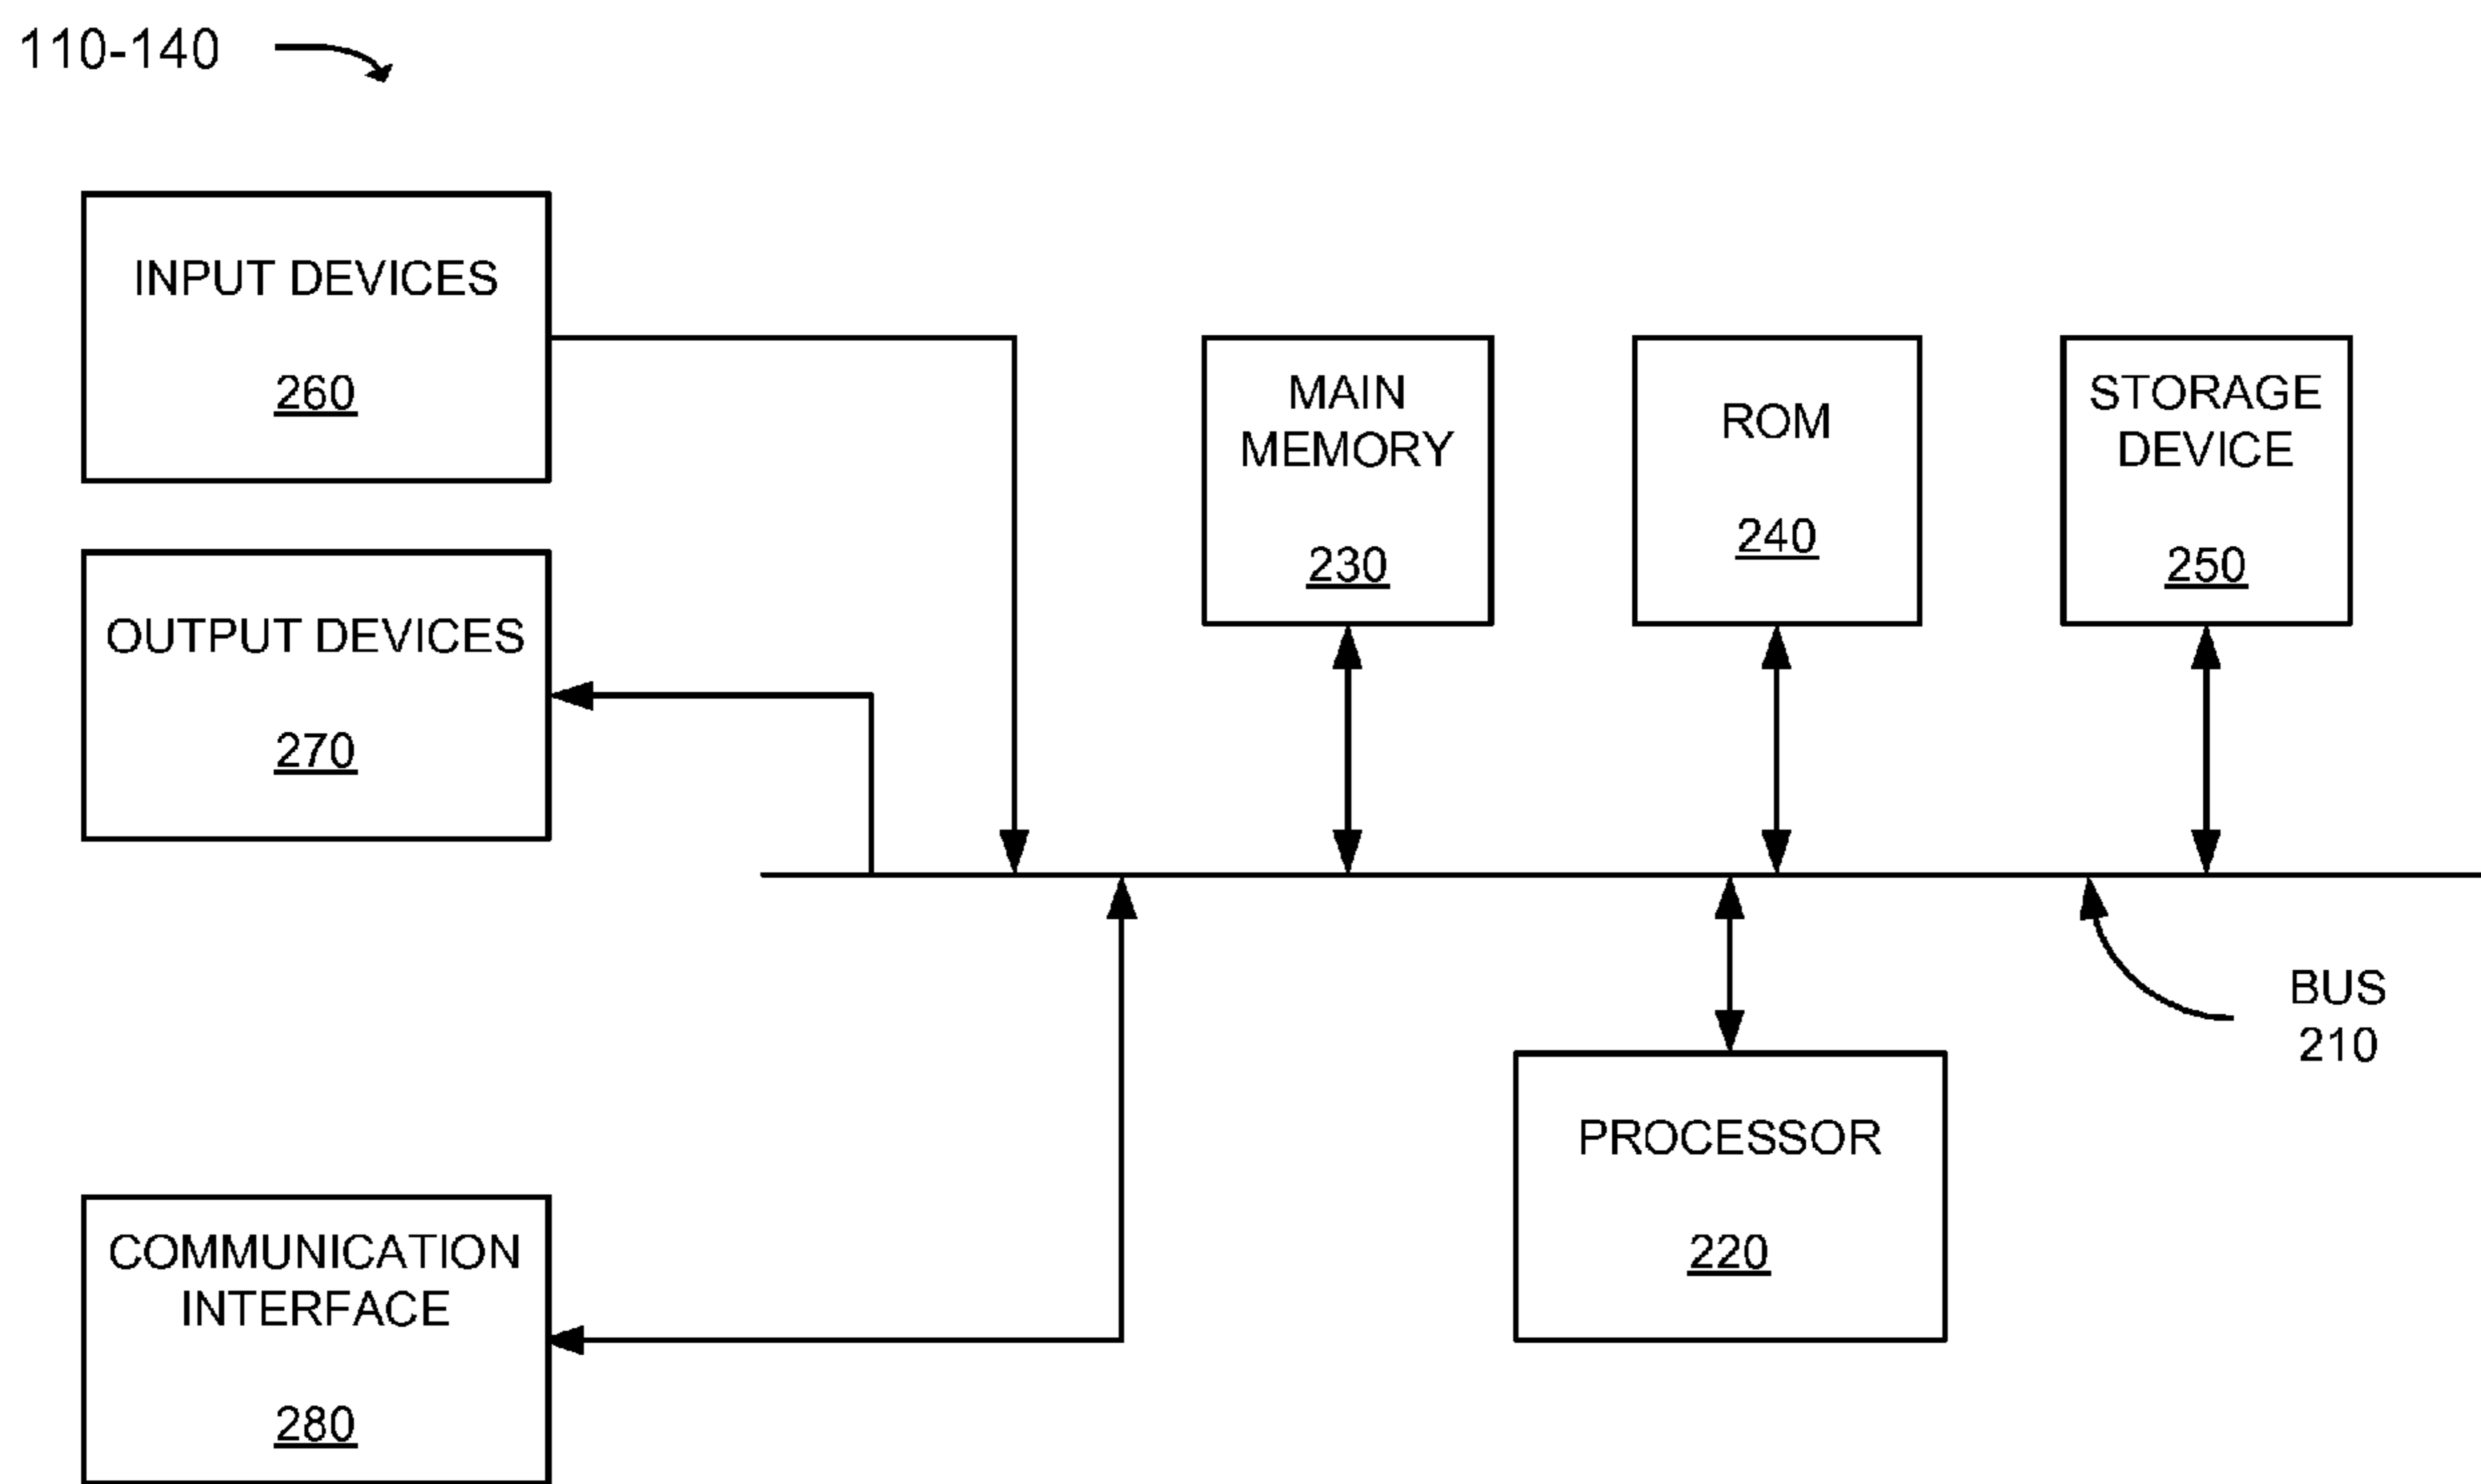 110-140
INPUT DEVICES
260
OUTPUT DEVICES
270
MAIN
MEMORY
230
ROM
240
STORAGE
DEVICE
250
BUS
210
PROCESSOR
220
COMMUNICATION
INTERFACE
280